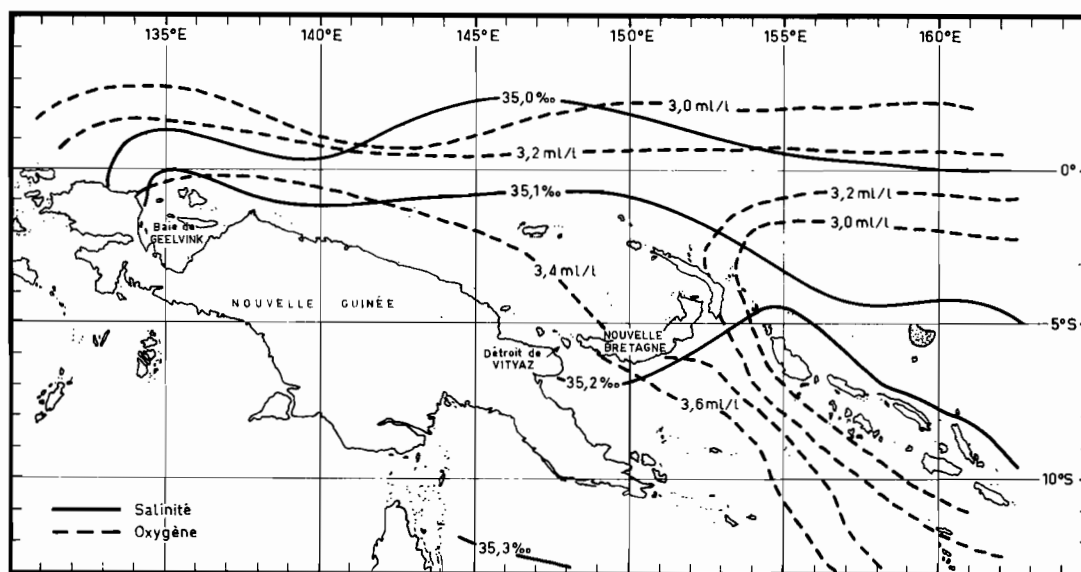 135°E
140°E
145°E
150°E
155°E
160°E
35,0‰
3,0 ml/l
3,2 ml/l
0°
35,1‰
3,2 ml/l
3,0 ml/l
Baie de
GEELVINK
3,4 ml/l
NOUVELLE GUINÉE
5°S
NOUVELLE
BRETAGNE
Détroit de
VITYAZ
35,2‰
3,6 ml/l
10°S
Salinité
Oxygène
35,3‰